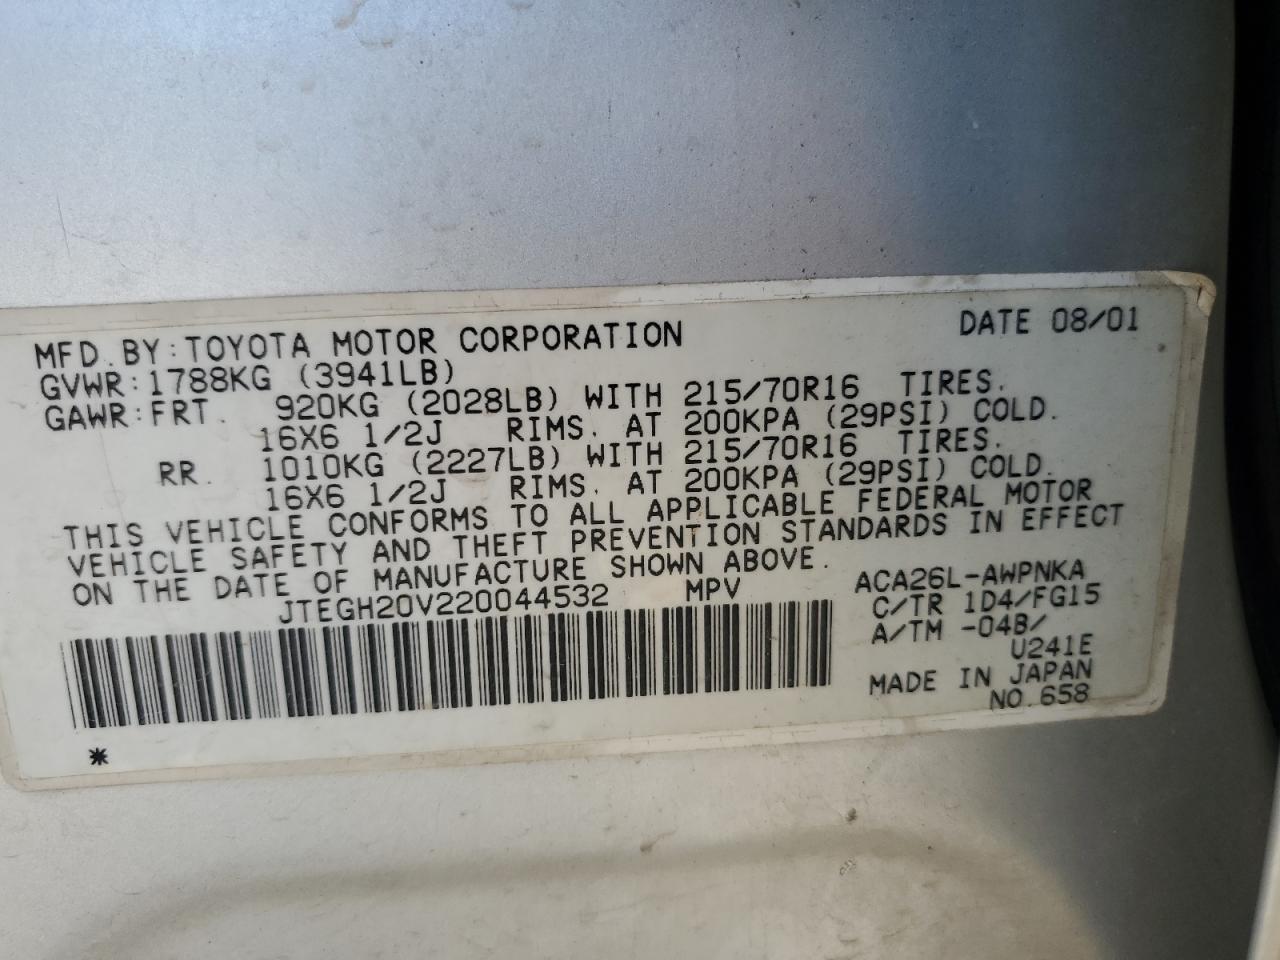 MFD. BY: TOYOTA MOTOR CORPORATION DATE 08/01
GVWR: 1788KG (3941LB)
GAWR: FRT. 920KG (2028LB) WITH 215/70R16 TIRES.
16X6 1/2J RIMS. AT 200KPA (29PSI) COLD.
RR. 1010KG (2227LB) WITH 215/70R16 TIRES.
16X6 1/2J RIMS. AT 200KPA (29PSI) COLD.
THIS VEHICLE CONFORMS TO ALL APPLICABLE FEDERAL MOTOR
VEHICLE SAFETY AND THEFT PREVENTION STANDARDS IN EFFECT
ON THE DATE OF MANUFACTURE SHOWN ABOVE.
JTEGH20V220044532 MPV
ACA26L-AWPNKA
C/TR 1D4/FG15
A/TM -04B/
U241E
MADE IN JAPAN
NO. 658
*